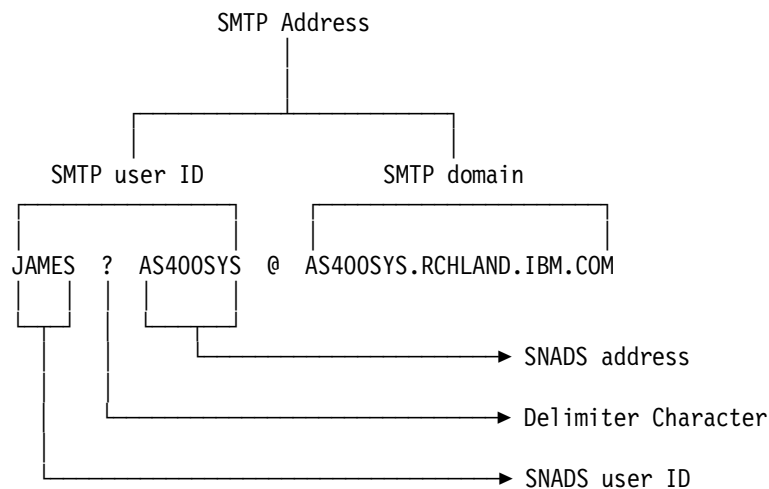 SMTP Address
SMTP user ID SMTP domain
JAMES ? AS400SYS @ AS400SYS.RCHLAND.IBM.COM
SNADS address
Delimiter Character
SNADS user ID